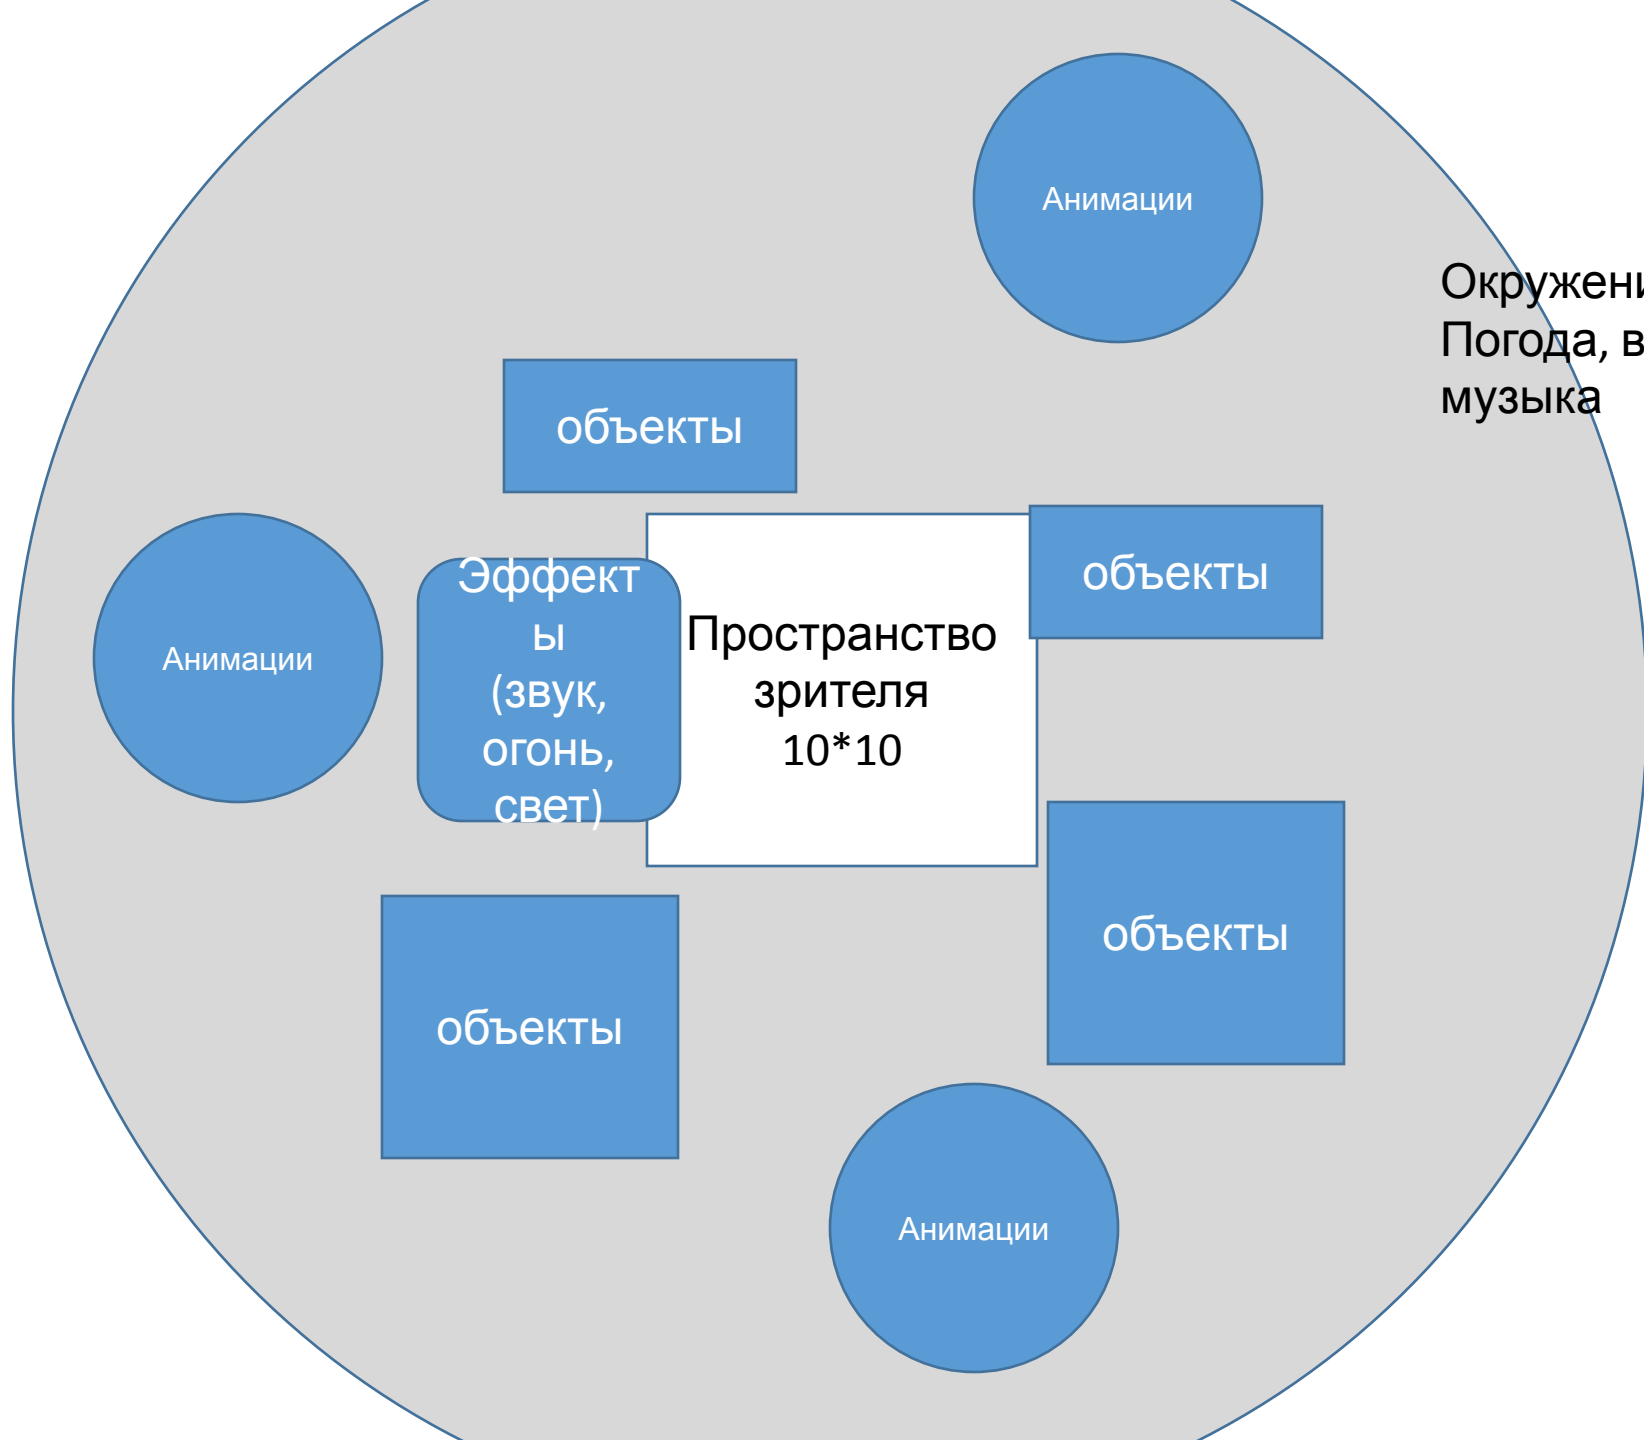 Анимации
Окружени
Погода, в
музыка
объекты
объекты
Эффект
ы
(звук,
огонь,
свет)
Пространство
зрителя
10*10
Анимации
объекты
объекты
Анимации